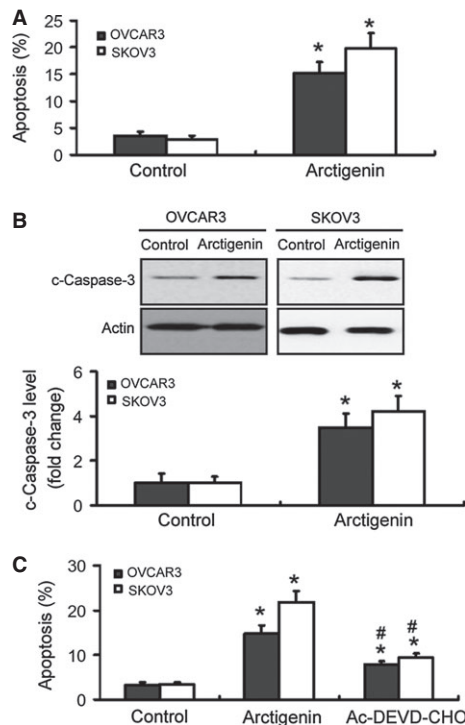 A
Apoptosis (%)
25
20
15
10
5
0
OVCAR3
SKOV3
*
*
Control
Arctigenin
B
OVCAR3
SKOV3
Control Arctigenin
Control Arctigenin
c-Caspase-3
Actin
c-Caspase-3 level
(fold change)
6
4
2
0
OVCAR3
SKOV3
*
*
Control
Arctigenin
C
Apoptosis (%)
30
20
10
0
OVCAR3
SKOV3
*
*
#
*
#
*
Control
Arctigenin
Ac-DEVD-CHO